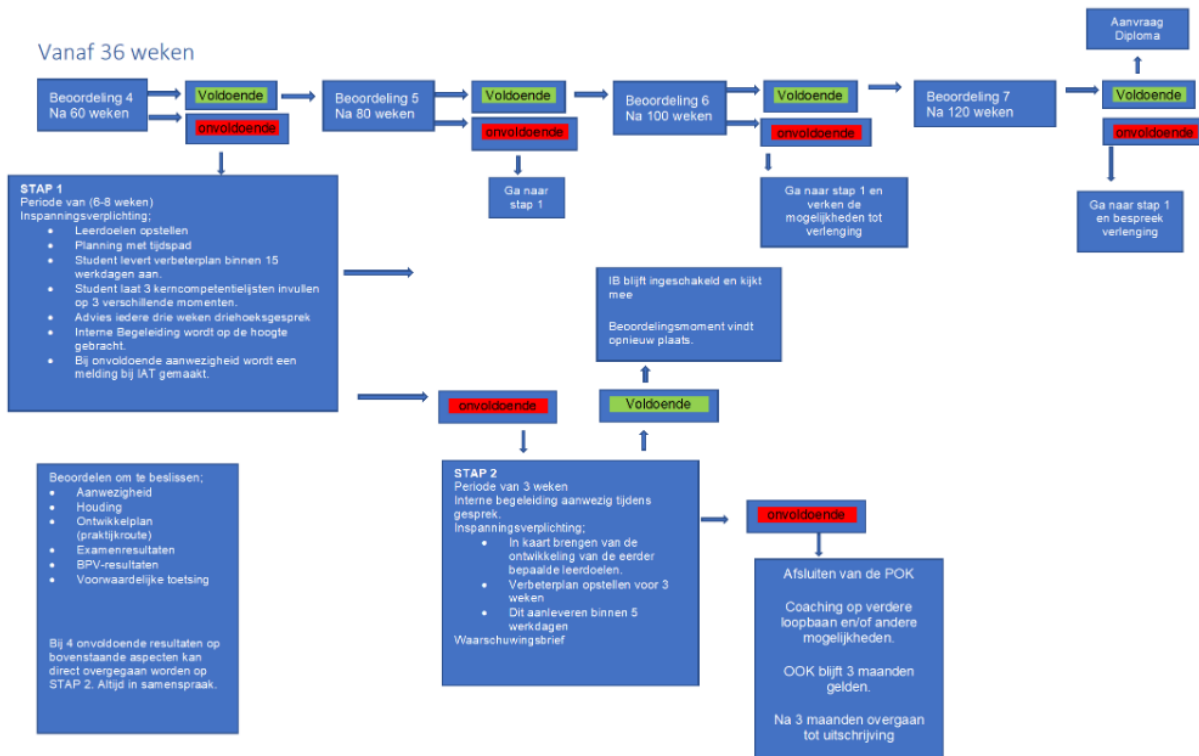 Vanaf 36 weken
Aanvraag
Diploma
Beoordeling 4
Na 60 weken
Voldoende
onvoldoende
Beoordeling 5
Na 80 weken
Voldoende
onvoldoende
Beoordeling 6
Na 100 weken
Voldoende
onvoldoende
Beoordeling 7
Na 120 weken
Voldoende
onvoldoende
STAP 1
Periode van (6-8 weken)
Inspanningsverplichting;
• Leerdoelen opstellen
• Planning met tijdspad
• Student levert verbeterplan binnen 15
werkdagen aan.
• Student laat 3 kerncompetentielijsten invullen
op 3 verschillende momenten.
• Advies iedere drie weken driehoeksgesprek
• Interne Begeleiding wordt op de hoogte
gebracht.
• Bij onvoldoende aanwezigheid wordt een
melding bij IAT gemaakt.
Ga naar
stap 1
Ga naar stap 1 en
verken de
mogelijkheden tot
verlenging
Ga naar stap 1
en bespreek
verlenging
IB blijft ingeschakeld en kijkt
mee
Beoordelingsmoment vindt
opnieuw plaats.
onvoldoende
Voldoende
Beoordelen om te beslissen;
• Aanwezigheid
• Houding
• Ontwikkelplan
(praktijkroute)
• Examenresultaten
• BPV-resultaten
• Voorwaardelijke toetsing
Bij 4 onvoldoende resultaten op
bovenstaande aspecten kan
direct overgegaan worden op
STAP 2. Altijd in samenspraak.
STAP 2
Periode van 3 weken
Interne begeleiding aanwezig tijdens
gesprek.
Inspanningsverplichting;
• In kaart brengen van de
ontwikkeling van de eerder
bepaalde leerdoelen.
• Verbeterplan opstellen voor 3
weken
• Dit aanleveren binnen 5
werkdagen
Waarschuwingsbrief
onvoldoende
Afsluiten van de POK
Coaching op verdere
loopbaan en/of andere
mogelijkheden.
OOK blijft 3 maanden
gelden.
Na 3 maanden overgaan
tot uitschrijving